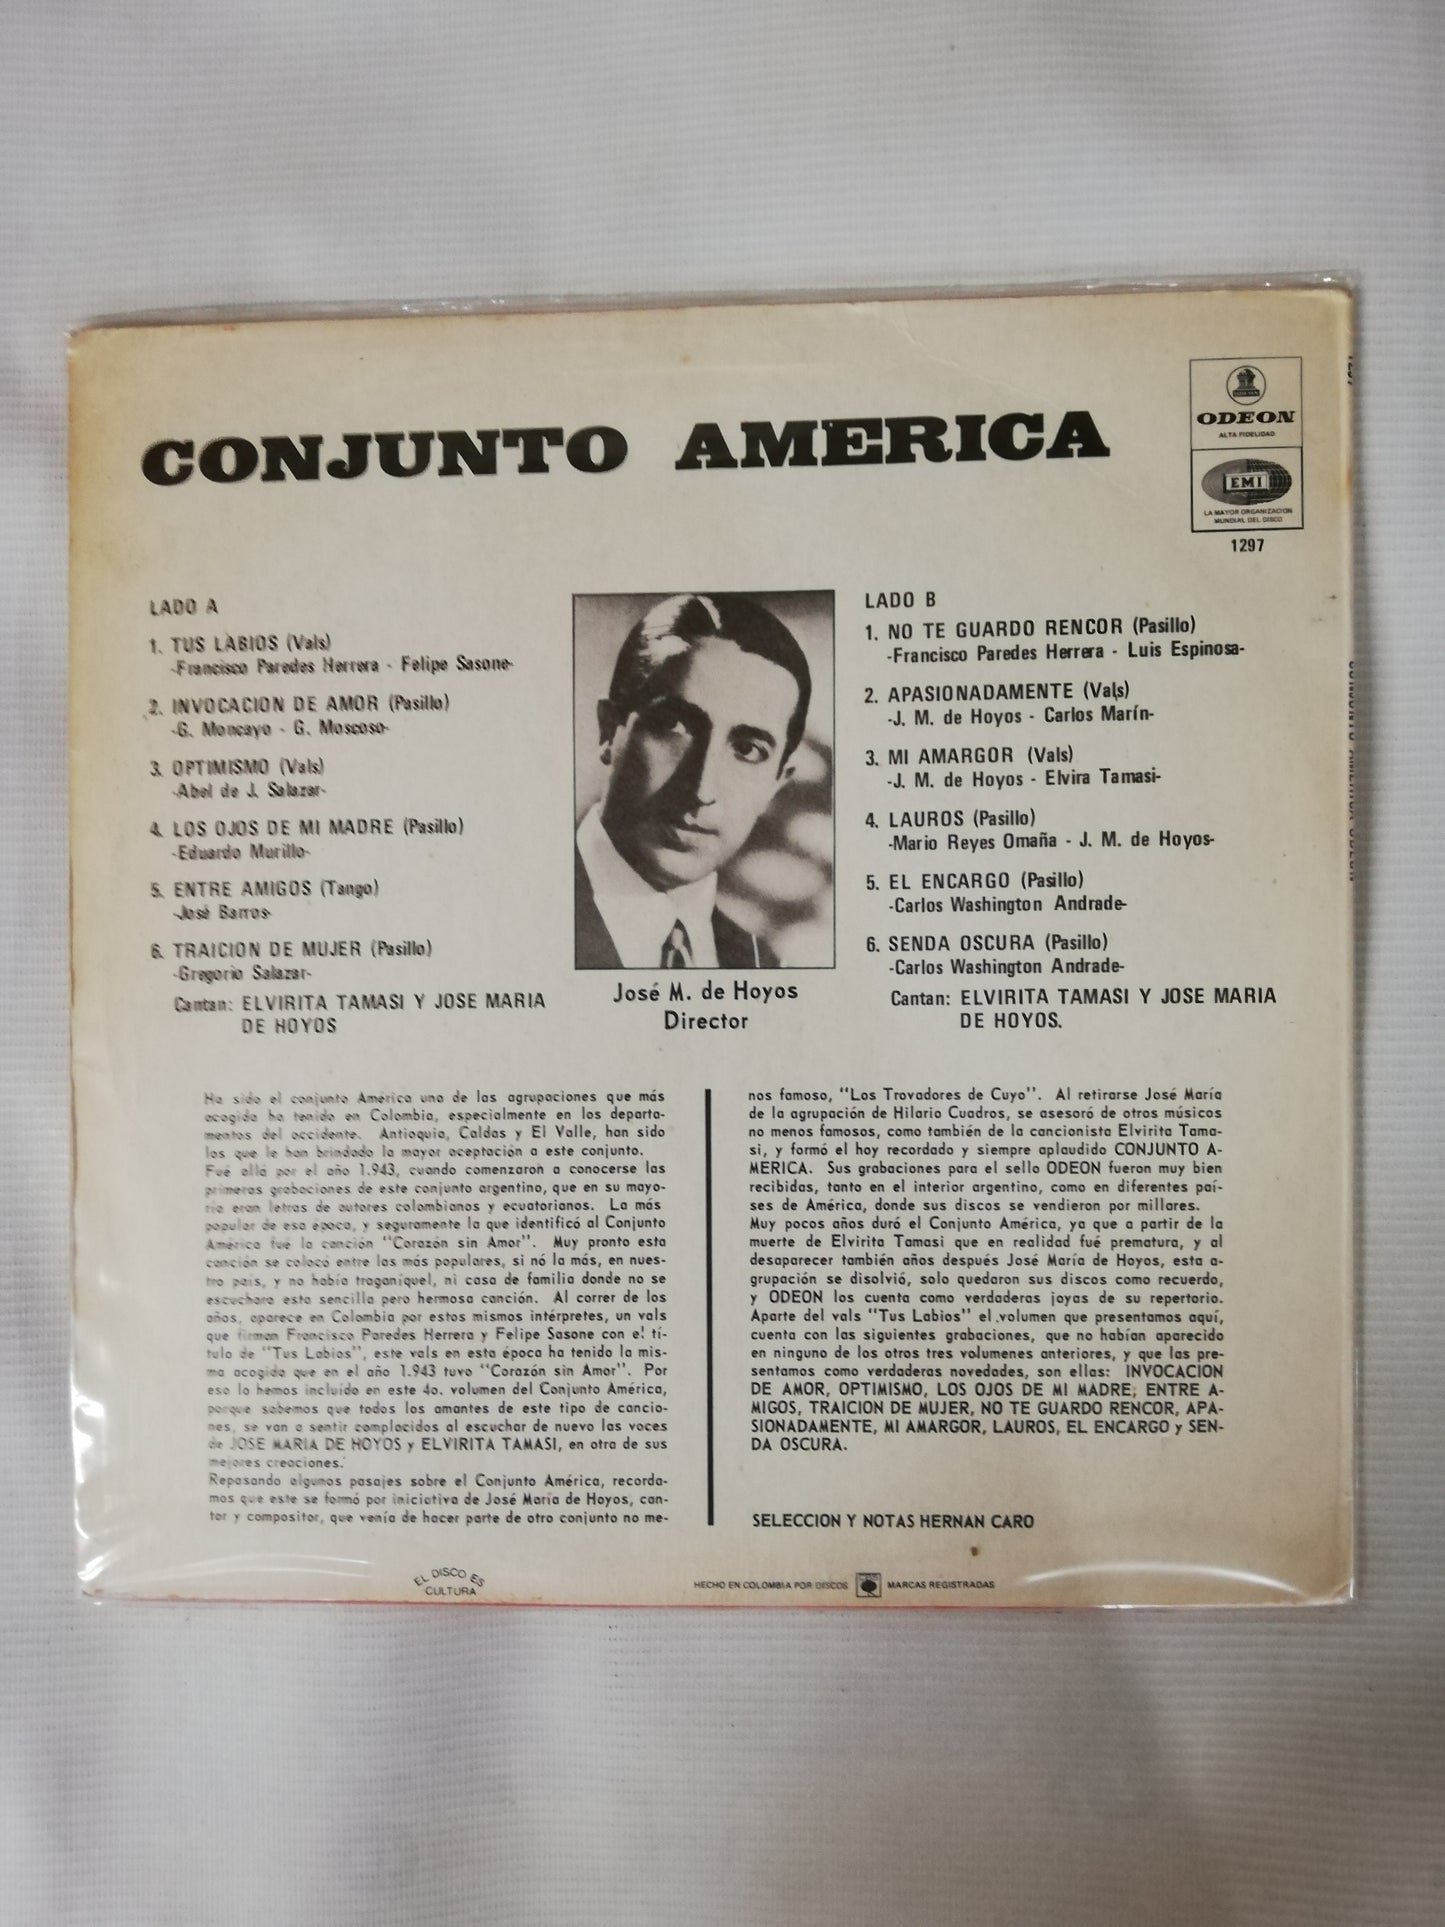 CONJUNTO AMERICA
ODEON
ALTA FIDELIDAD
EMI
LA MAYOR ORGANIZACION
MUNDIAL DEL DISCO
1297
LADO A
1. TUS LABIOS (Vals)
-Francisco Paredes Herrera - Felipe Sasone-
2. INVOCACION DE AMOR (Pasillo)
-G. Moncayo - G. Moscoso-
3. OPTIMISMO (Vals)
-Abel de J. Salazar-
4. LOS OJOS DE MI MADRE (Pasillo)
-Eduardo Murillo-
5. ENTRE AMIGOS (Tango)
-José Barros-
6. TRAICION DE MUJER (Pasillo)
-Gregorio Salazar-
Cantan: ELVIRITA TAMASI Y JOSE MARIA
DE HOYOS
José M. de Hoyos
Director
LADO B
1. NO TE GUARDO RENCOR (Pasillo)
-Francisco Paredes Herrera - Luis Espinosa-
2. APASIONADAMENTE (Vals)
-J. M. de Hoyos - Carlos Marín-
3. MI AMARGOR (Vals)
-J. M. de Hoyos - Elvira Tamasi-
4. LAUROS (Pasillo)
-Mario Reyes Omaña - J. M. de Hoyos-
5. EL ENCARGO (Pasillo)
-Carlos Washington Andrade-
6. SENDA OSCURA (Pasillo)
-Carlos Washington Andrade-
Cantan: ELVIRITA TAMASI Y JOSE MARIA
DE HOYOS.
Ha sido el conjunto América una de las agrupaciones que más
acogida ha tenido en Colombia, especialmente en los departa-
mentos del occidente. Antioquia, Caldas y El Valle, han sido
los que le han brindado la mayor aceptación a este conjunto.
Fué allá por el año 1.943, cuando comenzaron a conocerse las
primeras grabaciones de este conjunto argentino, que en su mayo-
ría eran letras de autores colombianos y ecuatorianos. La más
popular de esa época, y seguramente la que identificó al Conjunto
América fué la canción "Corazón sin Amor". Muy pronto esta
canción se colocó entre las más populares, si nó la más, en nues-
tro país, y no había traganíquel, ni casa de familia donde no se
escuchara esta sencilla pero hermosa canción. Al correr de los
años, aparece en Colombia por estos mismos intérpretes, un vals
que firman Francisco Paredes Herrera y Felipe Sasone con el tí-
tulo de "Tus Labios", este vals en esta época ha tenido la mis-
ma acogida que en el año 1.943 tuvo "Corazón sin Amor". Por
eso lo hemos incluído en este 4o. volumen del Conjunto América,
porque sabemos que todos los amantes de este tipo de cancio-
nes, se van a sentir complacidos al escuchar de nuevo las voces
de JOSE MARIA DE HOYOS y ELVIRITA TAMASI, en otra de sus
mejores creaciones.
Repasando algunos pasajes sobre el Conjunto América, recorda-
mos que este se formó por iniciativa de José María de Hoyos, can-
tor y compositor, que venía de hacer parte de otro conjunto no me-
nos famoso, "Los Trovadores de Cuyo". Al retirarse José María
de la agrupación de Hilario Cuadros, se asesoró de otros músicos
no menos famosos, como también de la cancionista Elvirita Tama-
si, y formó el hoy recordado y siempre aplaudido CONJUNTO A-
MERICA. Sus grabaciones para el sello ODEON fueron muy bien
recibidas, tanto en el interior argentino, como en diferentes paí-
ses de América, donde sus discos se vendieron por millares.
Muy pocos años duró el Conjunto América, ya que a partir de la
muerte de Elvirita Tamasi que en realidad fué prematura, y al
desaparecer también años después José María de Hoyos, esta a-
grupación se disolvió, solo quedaron sus discos como recuerdo,
y ODEON los cuenta como verdaderas joyas de su repertorio.
Aparte del vals "Tus Labios" el volumen que presentamos aquí,
cuenta con las siguientes grabaciones, que no habían aparecido
en ninguno de los otros tres volumenes anteriores, y que las pre-
sentamos como verdaderas novedades, son ellas: INVOCACION
DE AMOR, OPTIMISMO, LOS OJOS DE MI MADRE, ENTRE A-
MIGOS, TRAICION DE MUJER, NO TE GUARDO RENCOR, APA-
SIONADAMENTE, MI AMARGOR, LAUROS, EL ENCARGO y SEN-
DA OSCURA.
SELECCION Y NOTAS HERNAN CARO
EL DISCO ES
CULTURA
HECHO EN COLOMBIA POR DISCOS
MARCAS REGISTRADAS